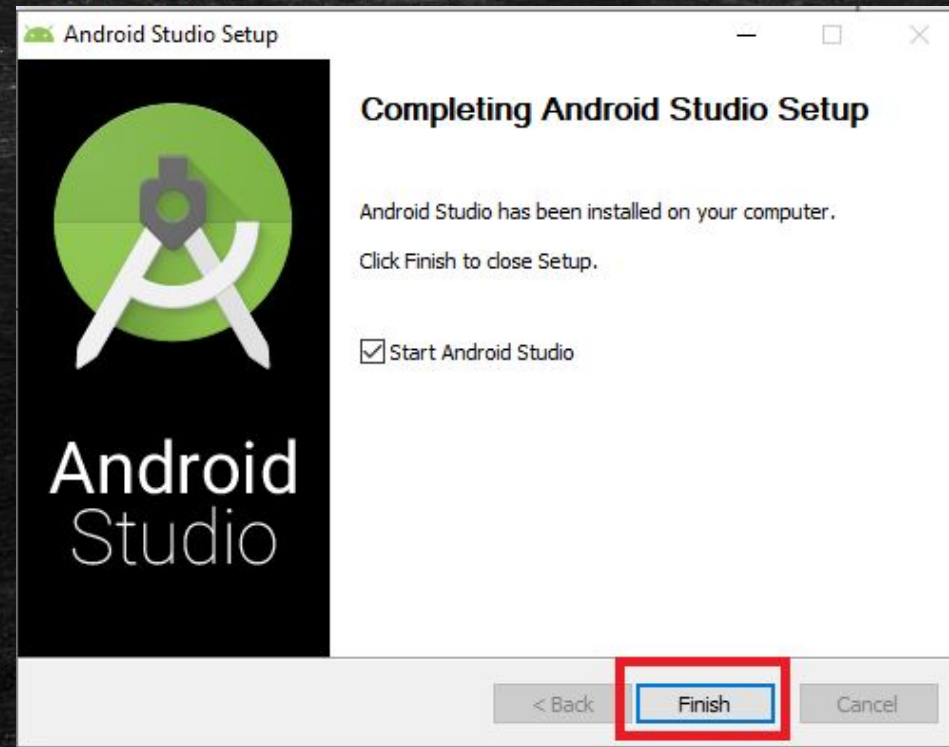 Android Studio Setup
Completing Android Studio Setup
Android Studio has been installed on your computer.
Click Finish to close Setup.
Start Android Studio
Android
Studio
< Back
Finish
Cancel